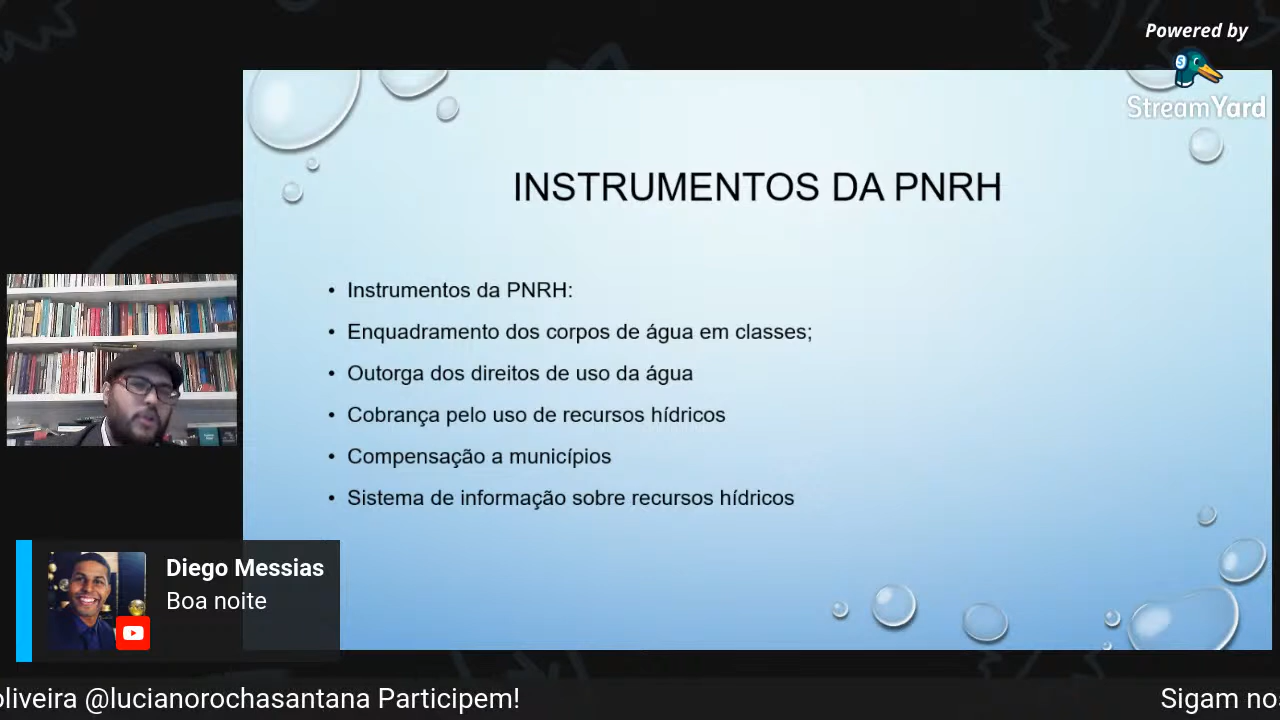 Powered by
StreamYard
INSTRUMENTOS DA PNRH
• Instrumentos da PNRH:
• Enquadramento dos corpos de água em classes;
• Outorga dos direitos de uso da água
• Cobrança pelo uso de recursos hídricos
• Compensação a municípios
• Sistema de informação sobre recursos hídricos
Diego Messias
Boa noite
oliveira @lucianorochasantana Participem! Sigam nos